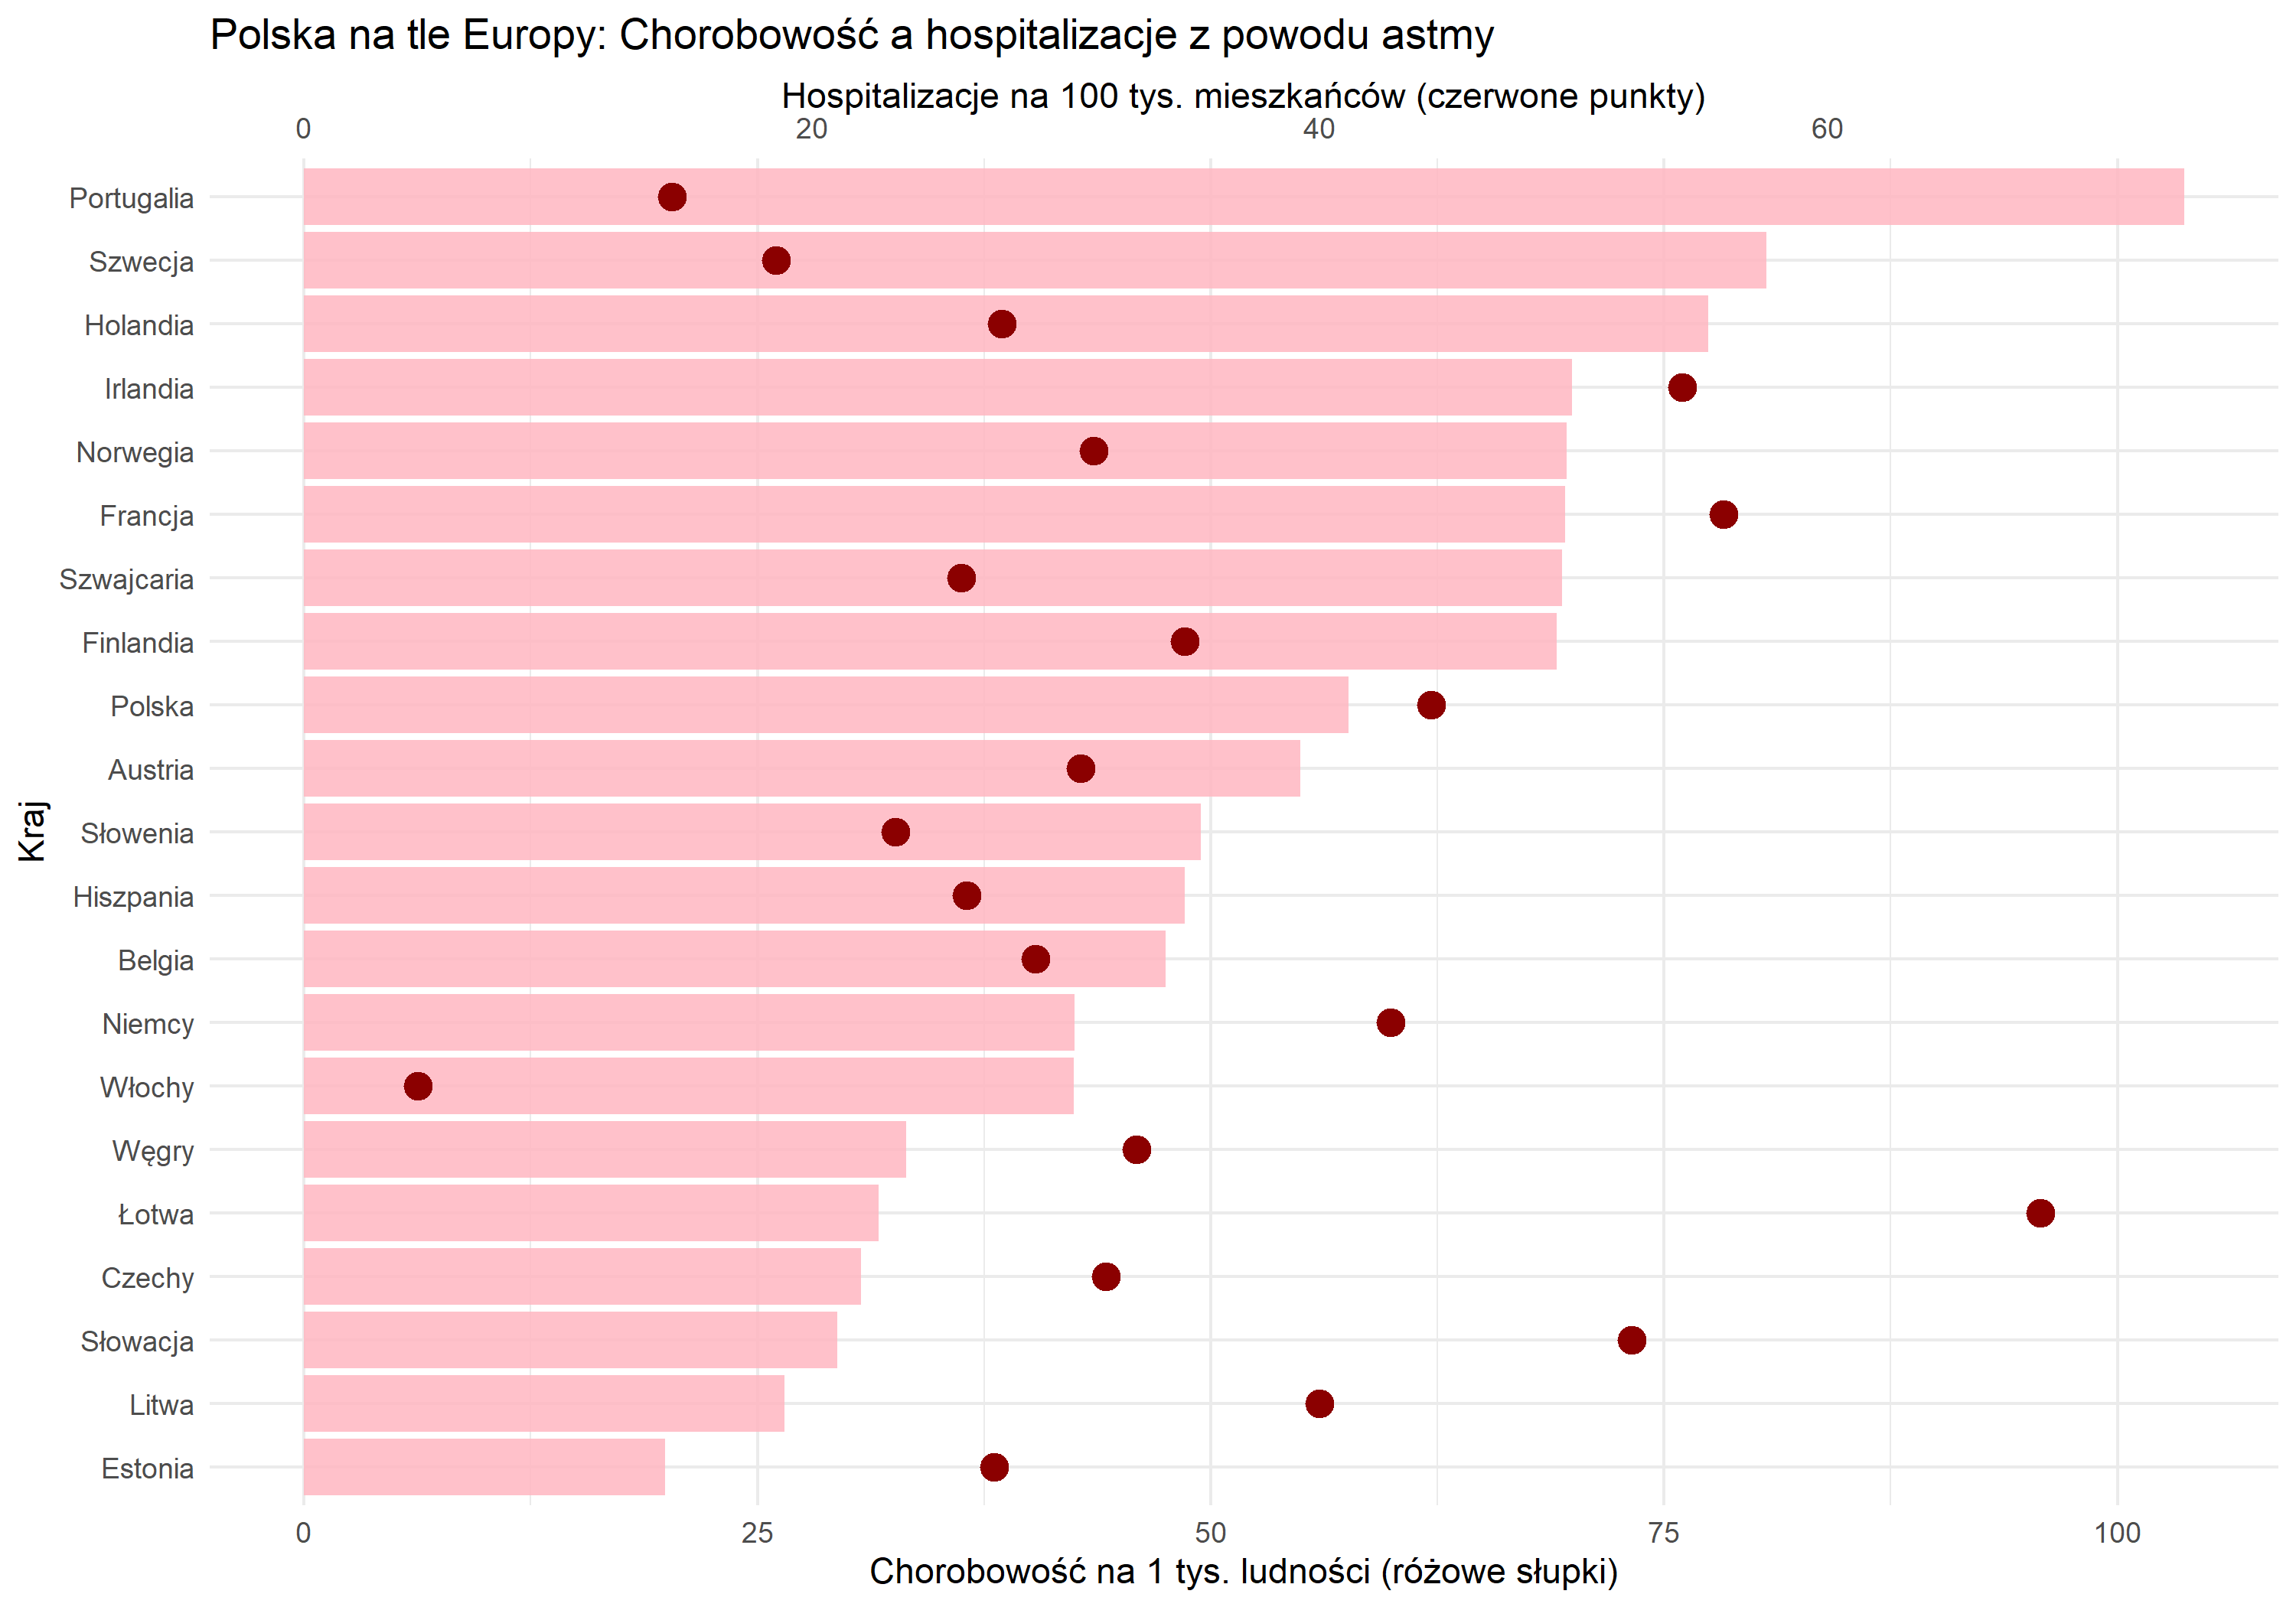 Polska na tle Europy: Chorobowość a hospitalizacje z powodu astmy
Hospitalizacje na 100 tys. mieszkańców (czerwone punkty)
0 20 40 60
Portugalia
Szwecja
Holandia
Irlandia
Norwegia
Francja
Szwajcaria
Finlandia
Polska
Austria
Słowenia
Hiszpania
Belgia
Niemcy
Włochy
Węgry
Łotwa
Czechy
Słowacja
Litwa
Estonia
Kraj
0 25 50 75 100
Chorobowość na 1 tys. ludności (różowe słupki)